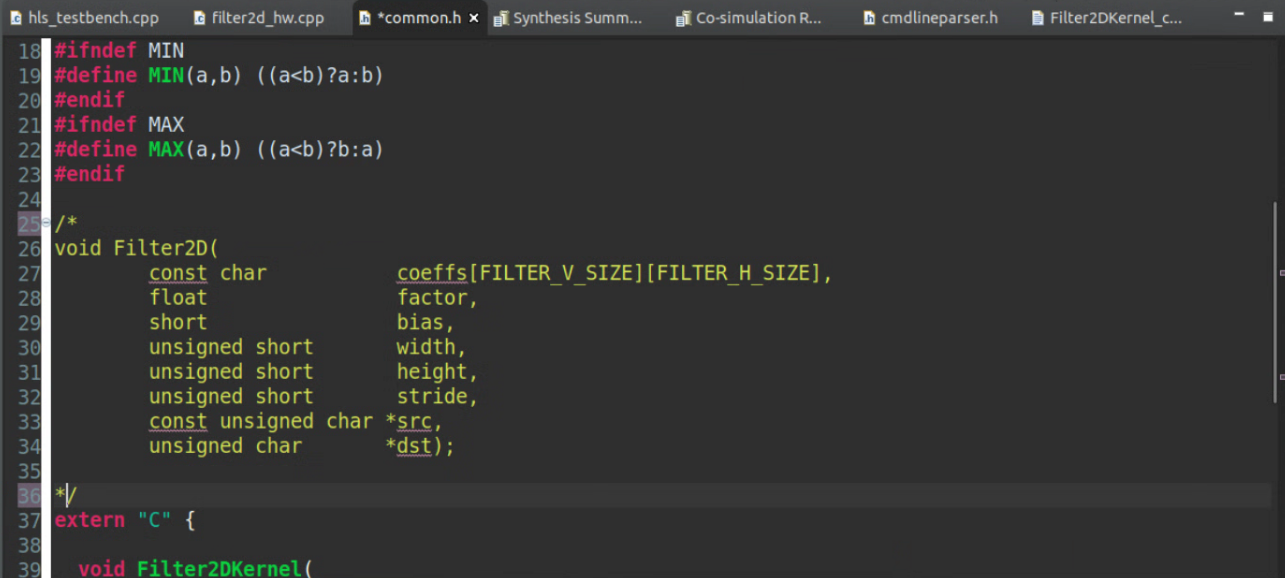 hls_testbench.cpp filter2d_hw.cpp *common.h Synthesis Summ... Co-simulation R... cmdlineparser.h Filter2DKernel_c...
18 #ifndef MIN
19 #define MIN(a,b) ((a<b)?a:b)
20 #endif
21 #ifndef MAX
22 #define MAX(a,b) ((a<b)?b:a)
23 #endif
24
25 /*
26 void Filter2D(
27 const char coeffs[FILTER_V_SIZE][FILTER_H_SIZE],
28 float factor,
29 short bias,
30 unsigned short width,
31 unsigned short height,
32 unsigned short stride,
33 const unsigned char *src,
34 unsigned char *dst);
35
36 */
37 extern "C" {
38
39 void Filter2DKernel(